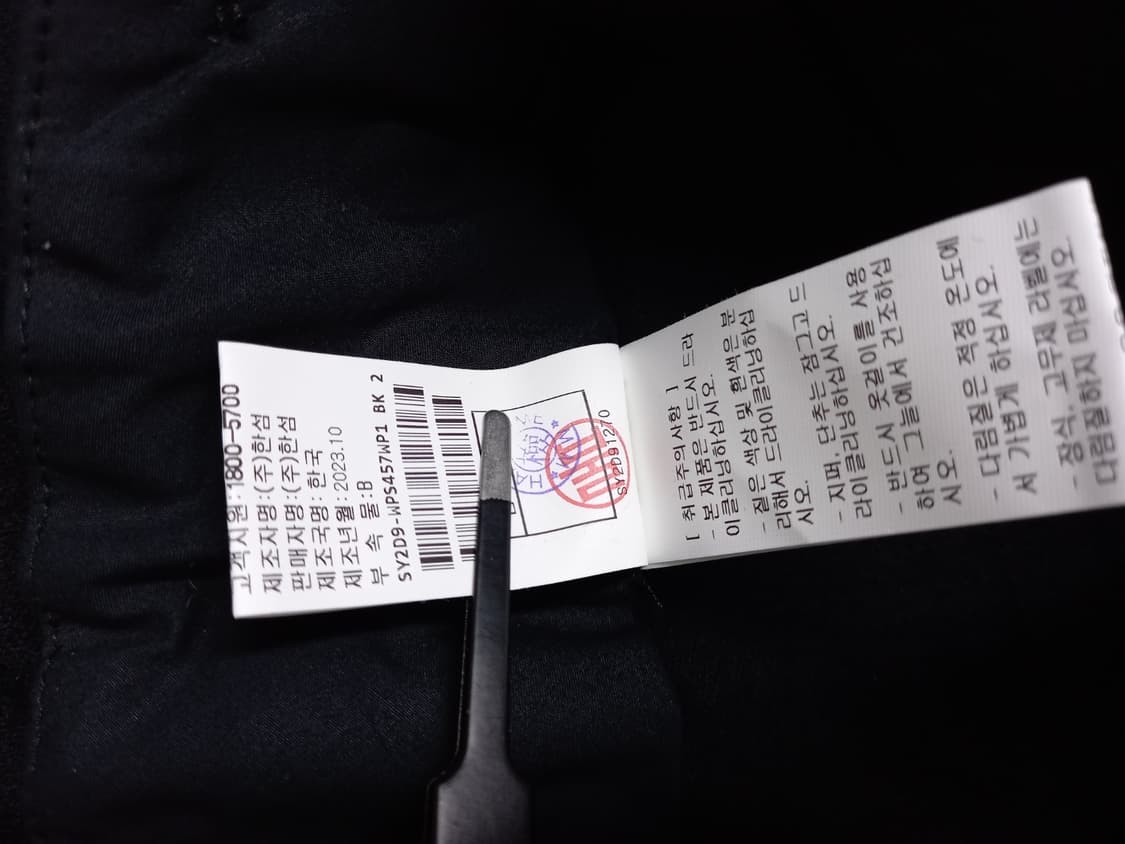 고객지원:1800-5700
제조자명:(주)한섬
판매자명:(주)한섬
제조국명: 한국
제조년월: 2023.10
부 속 물:B
SY2D9-WPS457WP1 BK 2
SY2D91270
[ 취급주의사항 ]
- 본 제품은 반드시 드라
이클리닝하십시오.
- 짙은 색상 및 흰색은 분
리해서 드라이클리닝하십
시오.
- 지퍼, 단추는 잠그고 드
라이클리닝하십시오.
- 반드시 옷걸이를 사용
하여 그늘에서 건조하십
시오.
- 다림질은 적정 온도에
서 가볍게 하십시오.
- 장식, 고무제 라벨에는
다림질하지 마십시오.